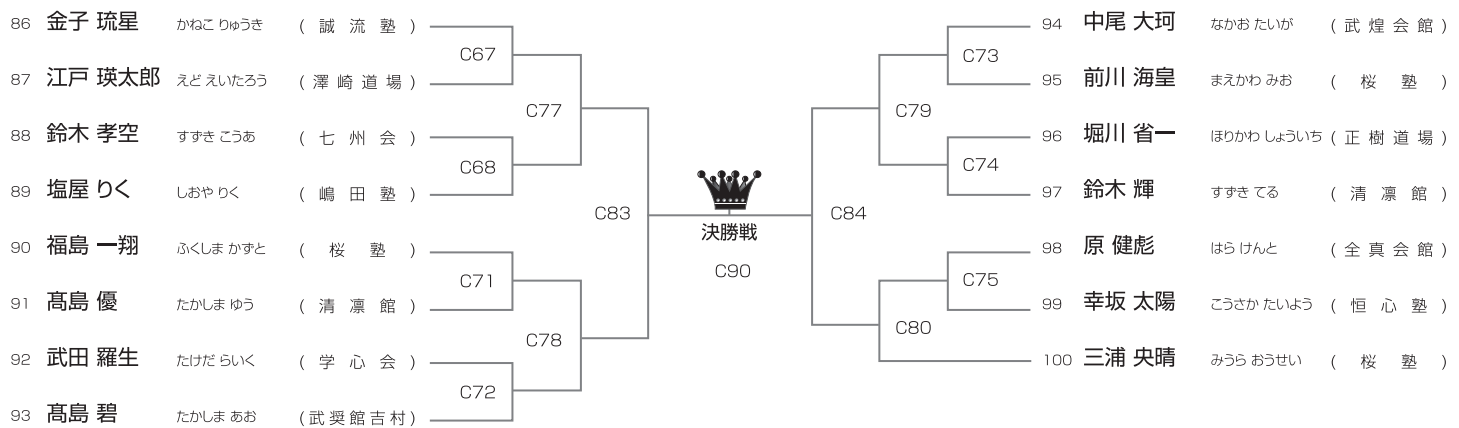 86 金子 琉星 かねこ りゅうき (誠流塾)
C67
87 江戸 瑛太郎 えど えいたろう (澤崎道場)
C77
88 鈴木 孝空 すずき こうあ (七州会)
C68
89 塩屋 りく しおや りく (嶋田塾)
C83
90 福島 一翔 ふくしま かずと (桜塾)
C71
91 髙島 優 たかしま ゆう (清凛館)
C78
92 武田 羅生 たけだ らいく (学心会)
C72
93 髙島 碧 たかしま あお (武奨館吉村)
決勝戦
C90
94 中尾 大珂 なかお たいが (武煌会館)
C73
95 前川 海皇 まえかわ みお (桜塾)
C79
96 堀川 省一 ほりかわ しょういち (正樹道場)
C74
97 鈴木 輝 すずき てる (清凛館)
C84
98 原 健彪 はら けんと (全真会館)
C75
99 幸坂 太陽 こうさか たいよう (恒心塾)
C80
100 三浦 央晴 みうら おうせい (桜塾)